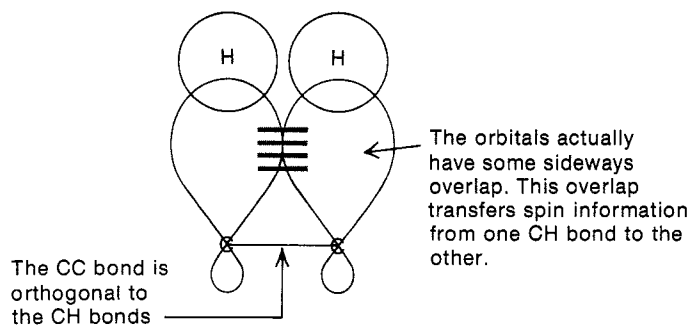 H H
The orbitals actually
have some sideways
overlap. This overlap
transfers spin information
from one CH bond to the
other.
C C
The CC bond is
orthogonal to
the CH bonds